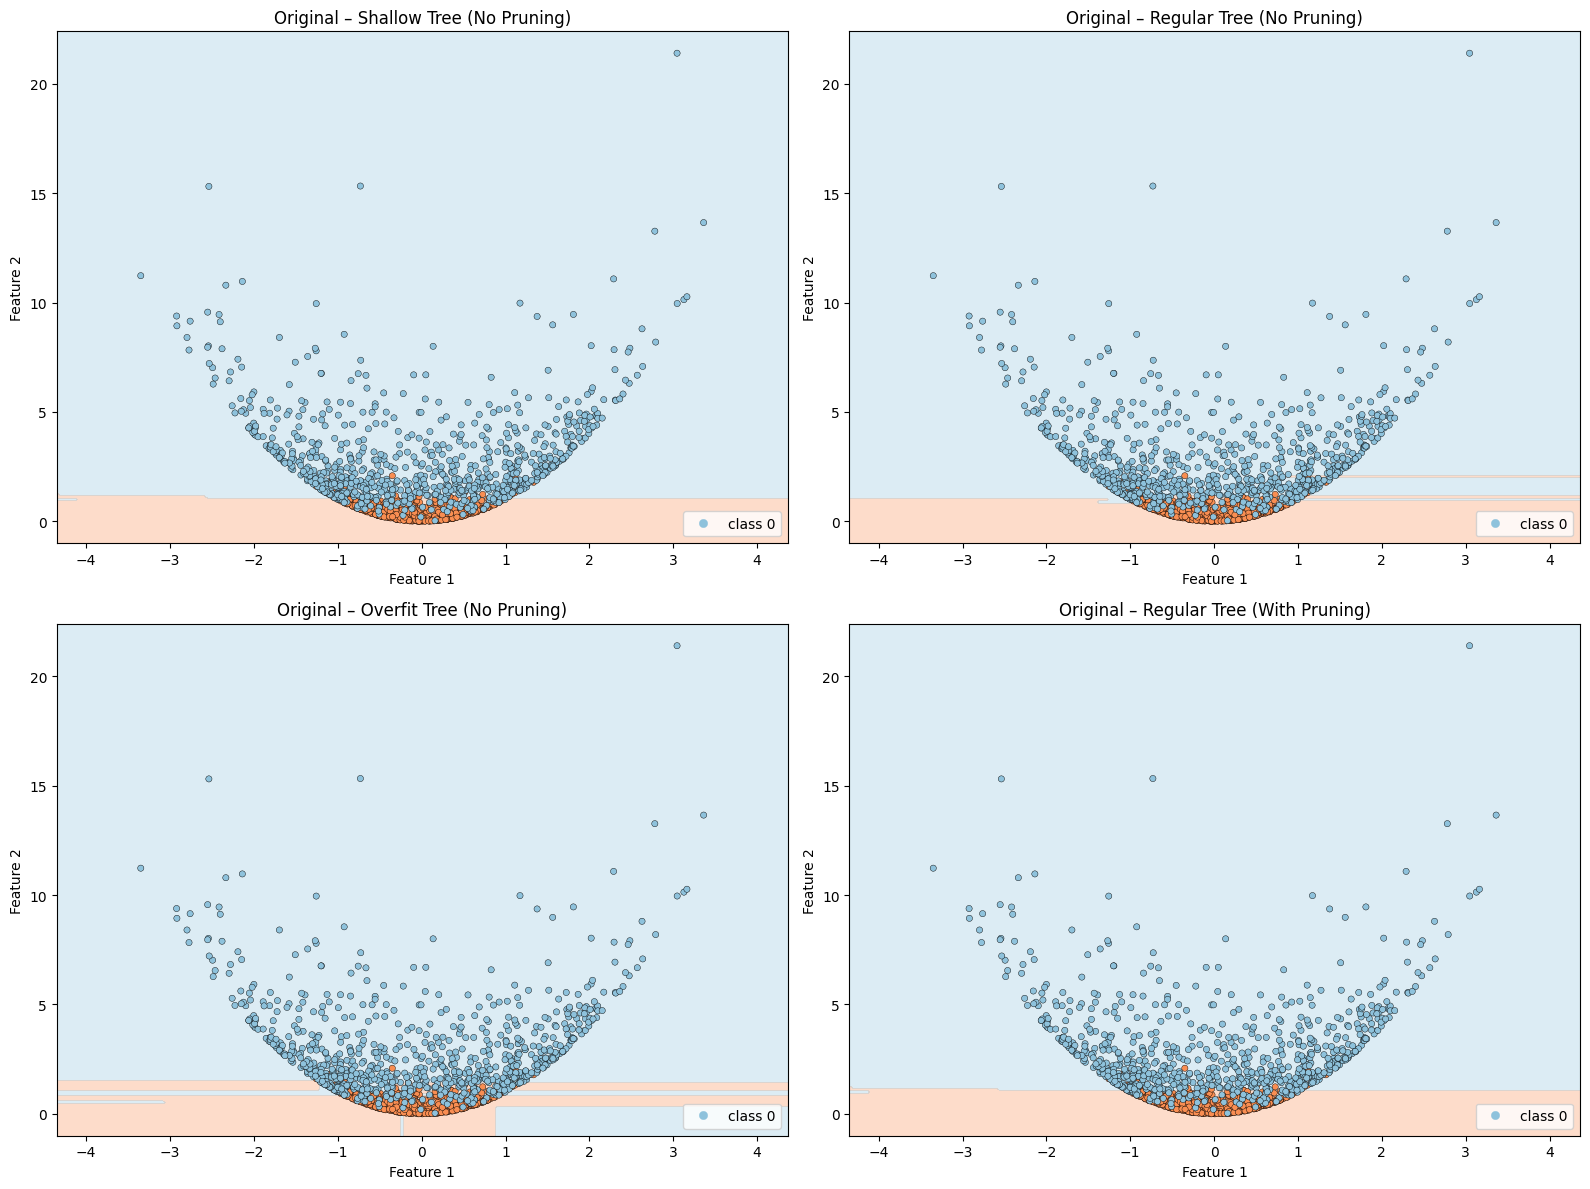 Original – Shallow Tree (No Pruning)
20
15
10
5
0
Feature 2
−4 −3 −2 −1 0 1 2 3 4
Feature 1
class 0
Original – Regular Tree (No Pruning)
20
15
10
5
0
Feature 2
−4 −3 −2 −1 0 1 2 3 4
Feature 1
class 0
Original – Overfit Tree (No Pruning)
20
15
10
5
0
Feature 2
−4 −3 −2 −1 0 1 2 3 4
Feature 1
class 0
Original – Regular Tree (With Pruning)
20
15
10
5
0
Feature 2
−4 −3 −2 −1 0 1 2 3 4
Feature 1
class 0